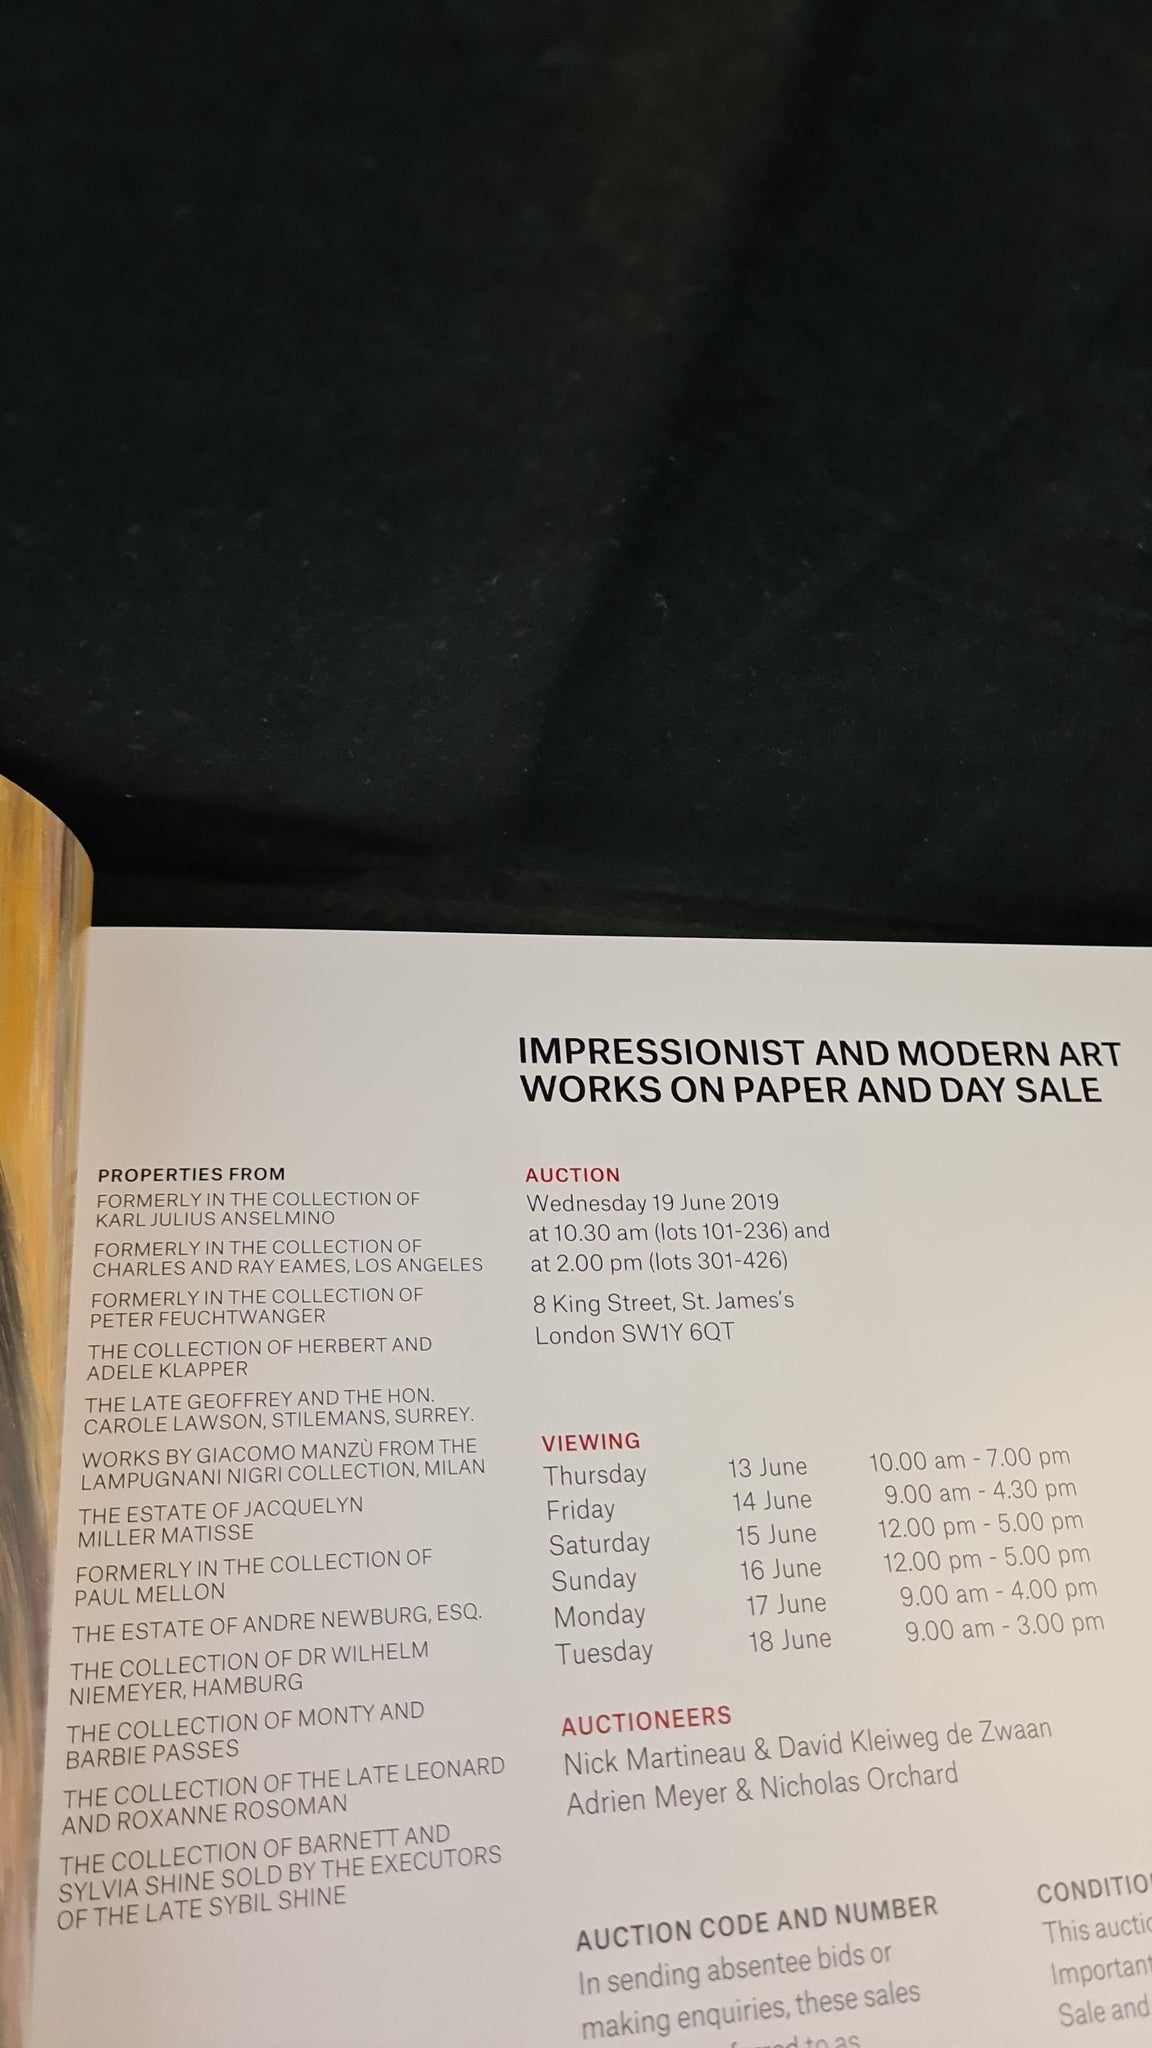 IMPRESSIONIST AND MODERN ART
WORKS ON PAPER AND DAY SALE
PROPERTIES FROM
FORMERLY IN THE COLLECTION OF
KARL JULIUS ANSELMINO
FORMERLY IN THE COLLECTION OF
CHARLES AND RAY EAMES, LOS ANGELES
FORMERLY IN THE COLLECTION OF
PETER FEUCHTWANGER
THE COLLECTION OF HERBERT AND
ADELE KLAPPER
THE LATE GEOFFREY AND THE HON.
CAROLE LAWSON, STILEMANS, SURREY.
WORKS BY GIACOMO MANZÙ FROM THE
LAMPUGNANI NIGRI COLLECTION, MILAN
THE ESTATE OF JACQUELYN
MILLER MATISSE
FORMERLY IN THE COLLECTION OF
PAUL MELLON
THE ESTATE OF ANDRE NEWBURG, ESQ.
THE COLLECTION OF DR WILHELM
NIEMEYER, HAMBURG
THE COLLECTION OF MONTY AND
BARBIE PASSES
THE COLLECTION OF THE LATE LEONARD
AND ROXANNE ROSOMAN
THE COLLECTION OF BARNETT AND
SYLVIA SHINE SOLD BY THE EXECUTORS
OF THE LATE SYBIL SHINE
AUCTION
Wednesday 19 June 2019
at 10.30 am (lots 101-236) and
at 2.00 pm (lots 301-426)
8 King Street, St. James's
London SW1Y 6QT
VIEWING
Thursday 13 June 10.00 am - 7.00 pm
Friday 14 June 9.00 am - 4.30 pm
Saturday 15 June 12.00 pm - 5.00 pm
Sunday 16 June 12.00 pm - 5.00 pm
Monday 17 June 9.00 am - 4.00 pm
Tuesday 18 June 9.00 am - 3.00 pm
AUCTIONEERS
Nick Martineau & David Kleiweg de Zwaan
Adrien Meyer & Nicholas Orchard
AUCTION CODE AND NUMBER
In sending absentee bids or
making enquiries, these sales
to as
CONDITIO
This auctio
Important
Sale and